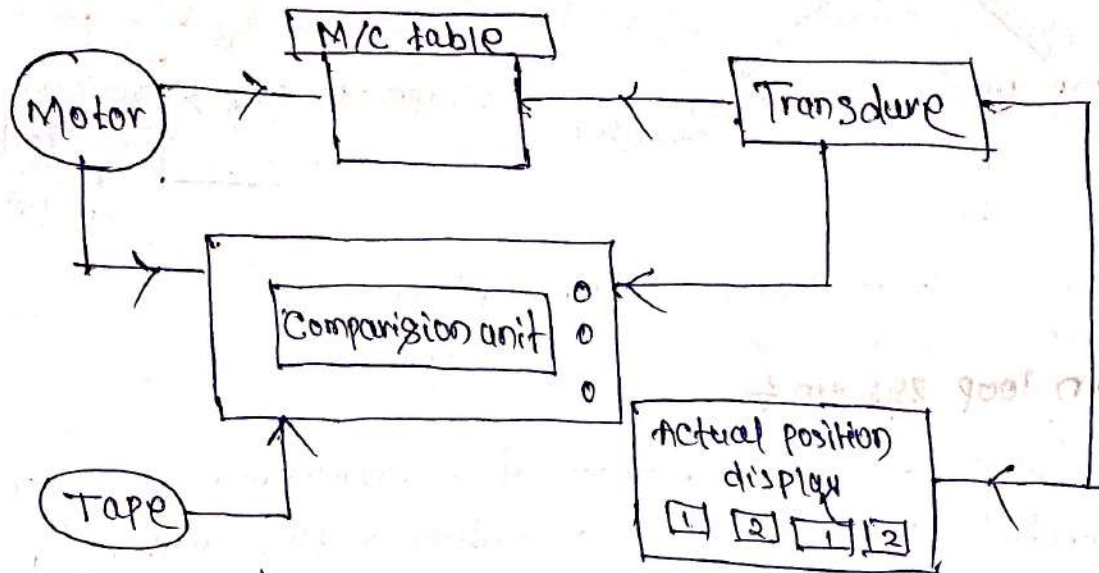 M/C table
Motor
Transdure
Comparision unit
Actual position
display
1 2 1 2
Tape